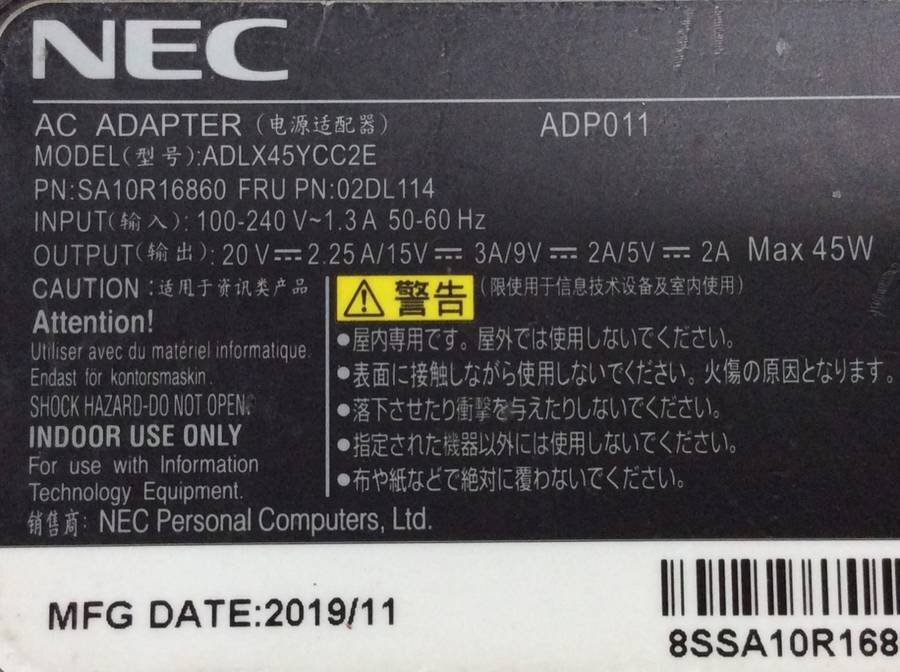 NEC
AC ADAPTER (电源适配器) ADP011
MODEL(型号):ADLX45YCC2E
PN:SA10R16860 FRU PN:02DL114
INPUT(输入): 100-240 V~1.3 A 50-60 Hz
OUTPUT(输出): 20 V⎓2.25 A/15V⎓ 3A/9V⎓ 2A/5V⎓ 2A Max 45W
CAUTION :适用于资讯类产品
Attention!
Utiliser avec du matériel informatique.
Endast för kontorsmaskin.
SHOCK HAZARD-DO NOT OPEN.
INDOOR USE ONLY
For use with Information
Technology Equipment.
⚠警告 (限使用于信息技术设备及室内使用)
●屋内専用です。屋外では使用しないでください。
●表面に接触しながら使用しないでください。火傷の原因となります。
●落下させたり衝撃を与えたりしないでください。
●指定された機器以外には使用しないでください。
●布や紙などで絶対に覆わないでください。
销售商: NEC Personal Computers, Ltd.
MFG DATE:2019/11
8SSA10R168